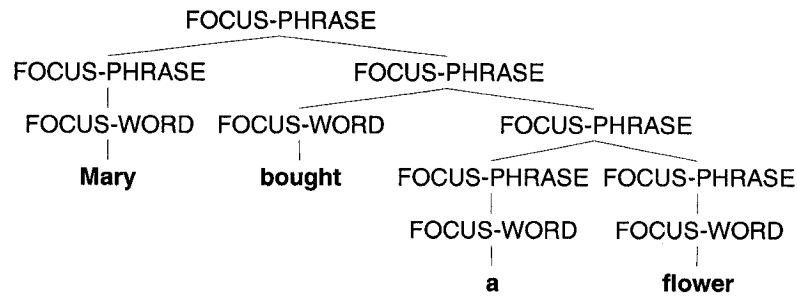 FOCUS-PHRASE
FOCUS-PHRASE FOCUS-PHRASE
FOCUS-WORD FOCUS-WORD FOCUS-PHRASE
Mary bought FOCUS-PHRASE FOCUS-PHRASE
FOCUS-WORD FOCUS-WORD
a flower